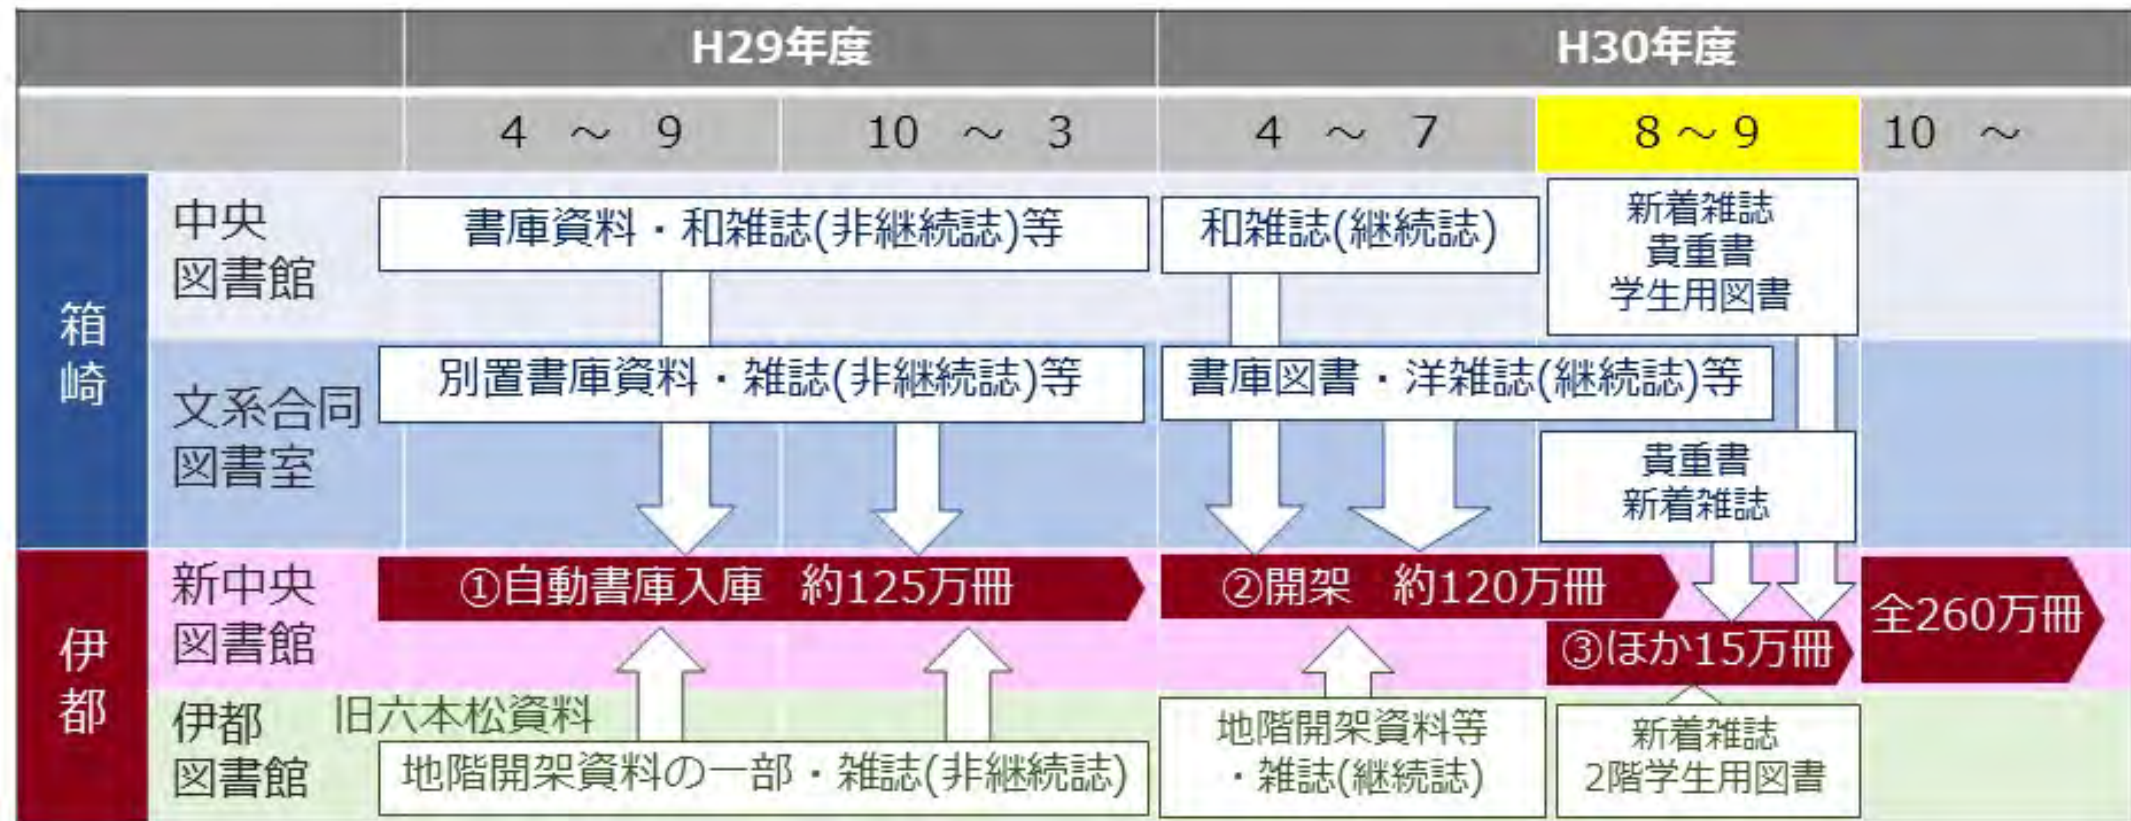 H29年度
H30年度
4 ～ 9
10 ～ 3
4 ～ 7
8～9
10 ～
箱崎
中央
図書館
書庫資料・和雑誌(非継続誌)等
和雑誌(継続誌)
新着雑誌
貴重書
学生用図書
文系合同
図書室
別置書庫資料・雑誌(非継続誌)等
書庫図書・洋雑誌(継続誌)等
貴重書
新着雑誌
伊都
新中央
図書館
①自動書庫入庫 約125万冊
②開架 約120万冊
③ほか15万冊
全260万冊
伊都
図書館
旧六本松資料
地階開架資料の一部・雑誌(非継続誌)
地階開架資料等
・雑誌(継続誌)
新着雑誌
2階学生用図書